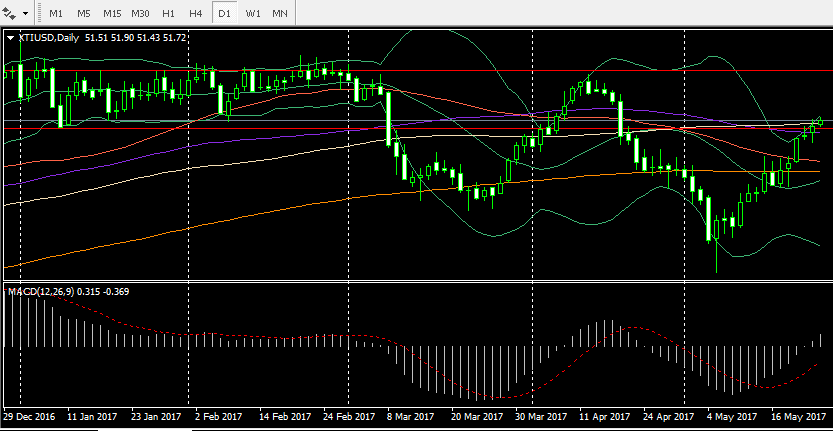 M1 M5 M15 M30 H1 H4 D1 W1 MN
XTIUSD,Daily 51.51 51.90 51.43 51.72
MACD(12,26,9) 0.315 -0.369
29 Dec 2016 11 Jan 2017 23 Jan 2017 2 Feb 2017 14 Feb 2017 24 Feb 2017 8 Mar 2017 20 Mar 2017 30 Mar 2017 11 Apr 2017 24 Apr 2017 4 May 2017 16 May 2017